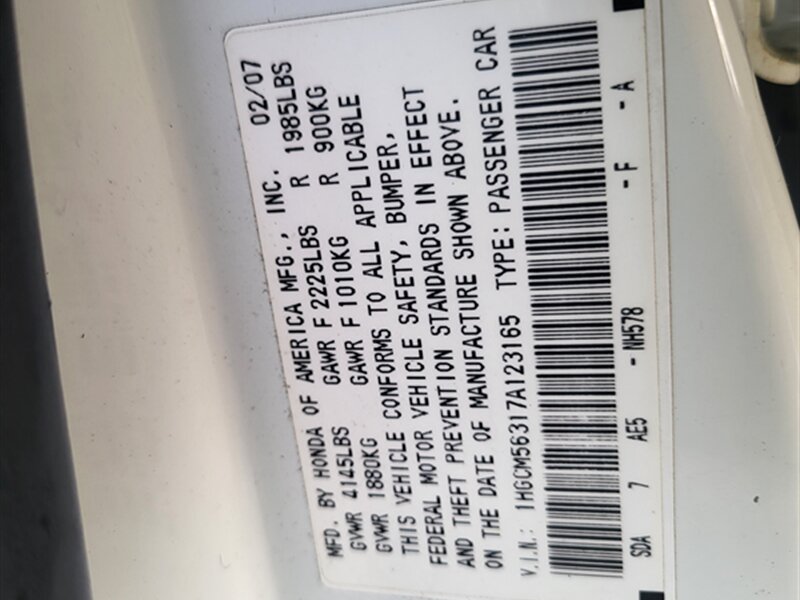 MFD. BY HONDA OF AMERICA MFG., INC. 02/07
GVWR 4145LBS GAWR F 2225LBS R 1985LBS
GVWR 1880KG GAWR F 1010KG R 900KG
THIS VEHICLE CONFORMS TO ALL APPLICABLE
FEDERAL MOTOR VEHICLE SAFETY, BUMPER,
AND THEFT PREVENTION STANDARDS IN EFFECT
ON THE DATE OF MANUFACTURE SHOWN ABOVE.
V.I.N.: 1HGCM56317A123165 TYPE: PASSENGER CAR
SDA 7 AE5 - NH578 - F - A